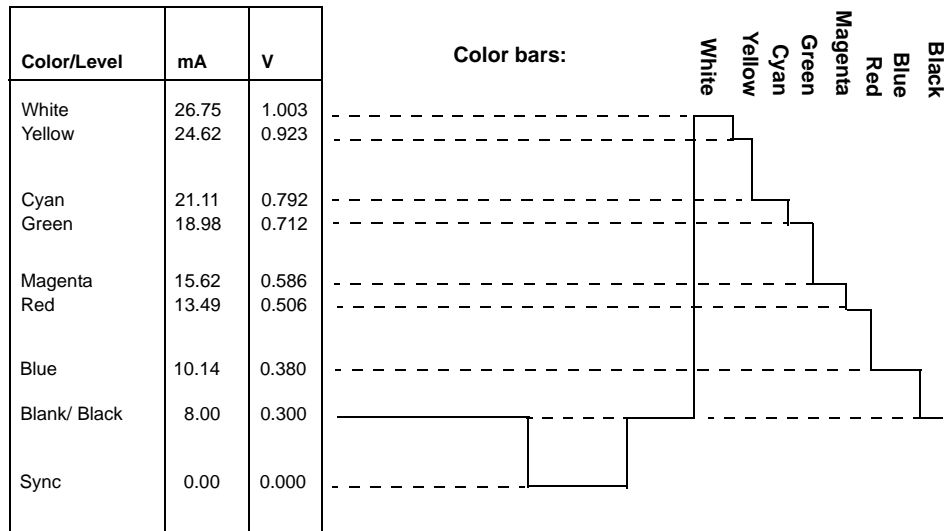 Color/Level mA V
Color bars:
White
Yellow
Cyan
Green
Magenta
Red
Blue
Black
White 26.75 1.003
Yellow 24.62 0.923
Cyan 21.11 0.792
Green 18.98 0.712
Magenta 15.62 0.586
Red 13.49 0.506
Blue 10.14 0.380
Blank/ Black 8.00 0.300
Sync 0.00 0.000